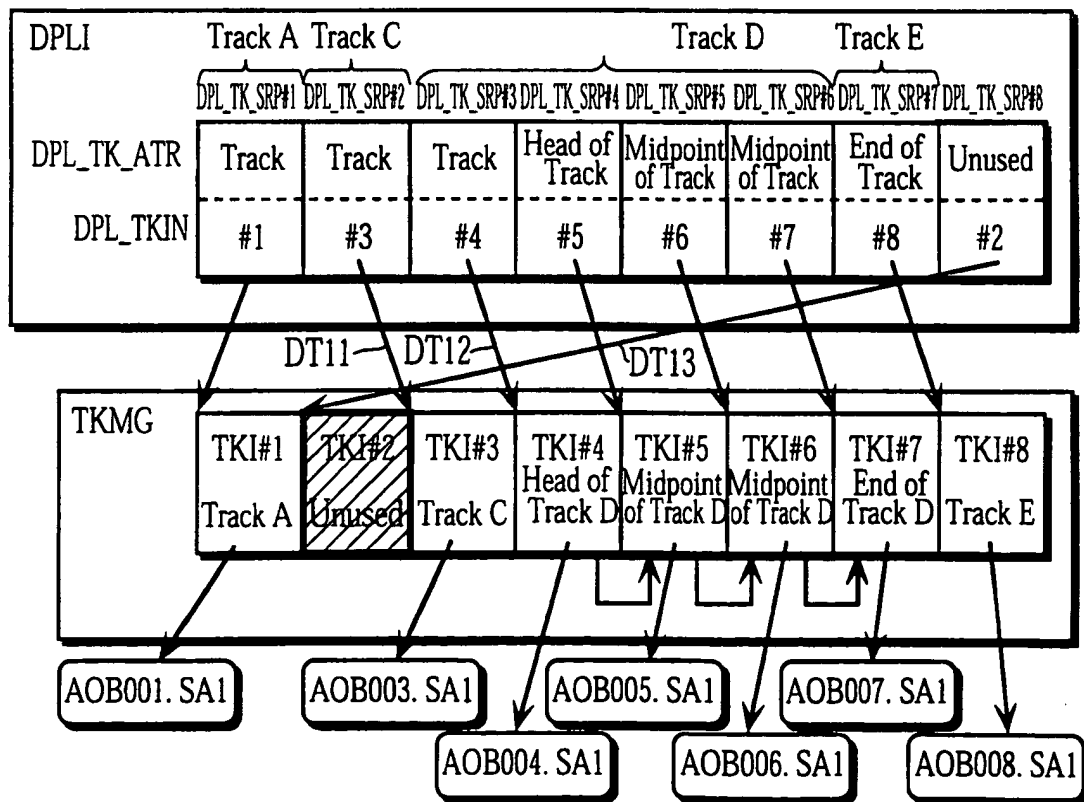 DPLI Track A Track C Track D Track E
DPL_TK_SRP#1 DPL_TK_SRP#2 DPL_TK_SRP#3 DPL_TK_SRP#4 DPL_TK_SRP#5 DPL_TK_SRP#6 DPL_TK_SRP#7 DPL_TK_SRP#8
DPL_TK_ATR Track Track Track Head of Track Midpoint of Track Midpoint of Track End of Track Unused
DPL_TKIN #1 #3 #4 #5 #6 #7 #8 #2
DT11 DT12 DT13
TKMG
TKI#1 TKI#2 TKI#3 TKI#4 TKI#5 TKI#6 TKI#7 TKI#8
Head of Midpoint Midpoint End of
Track A Unused Track C Track D of Track D of Track D Track D Track E
AOB001. SA1 AOB003. SA1 AOB005. SA1 AOB007. SA1
AOB004. SA1 AOB006. SA1 AOB008. SA1